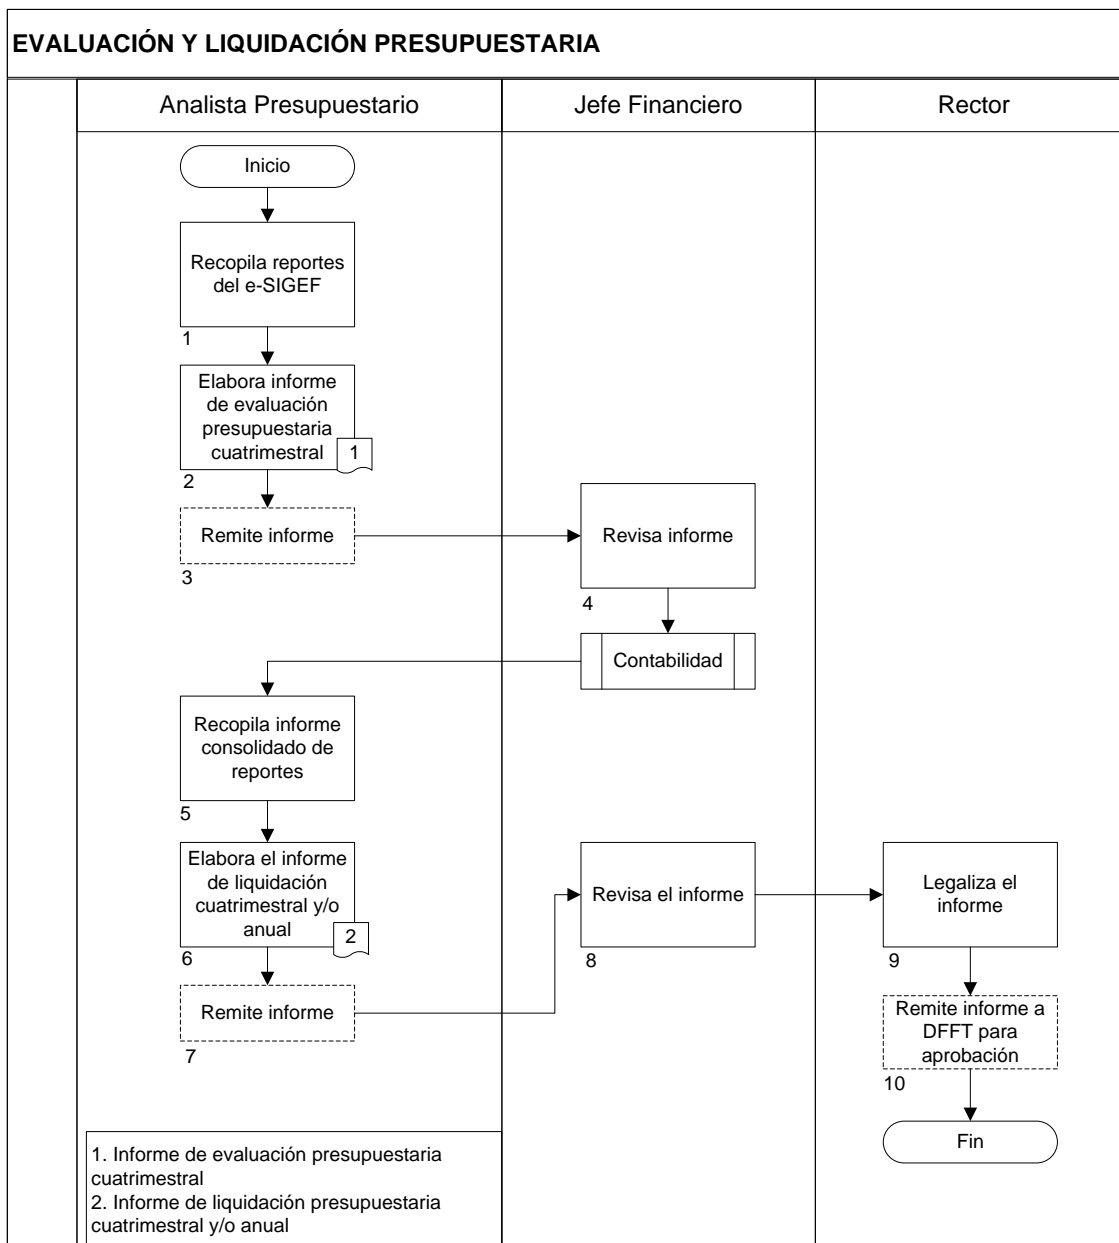 EVALUACIÓN Y LIQUIDACIÓN PRESUPUESTARIA
Analista Presupuestario
Jefe Financiero
Rector
Inicio
Recopila reportes
del e-SIGEF
1
Elabora informe
de evaluación
presupuestaria
cuatrimestral
1
2
Remite informe
3
Revisa informe
4
Contabilidad
Recopila informe
consolidado de
reportes
5
Elabora el informe
de liquidación
cuatrimestral y/o
anual
2
6
Remite informe
7
Revisa el informe
8
Legaliza el
informe
9
Remite informe a
DFFT para
aprobación
10
Fin
1. Informe de evaluación presupuestaria
cuatrimestral
2. Informe de liquidación presupuestaria
cuatrimestral y/o anual